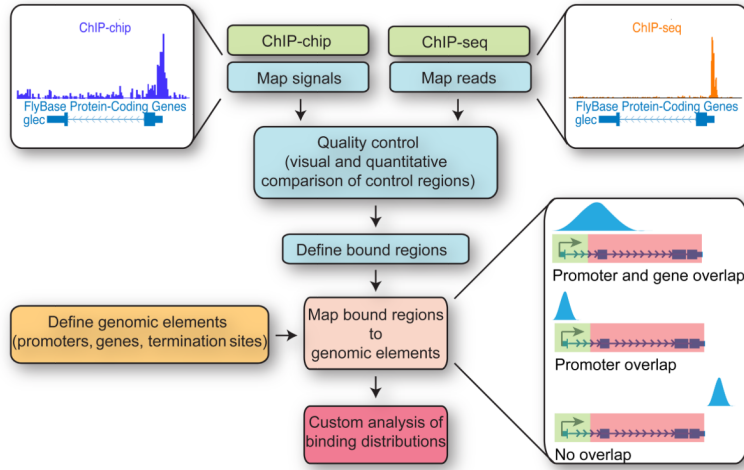 ChIP-chip
FlyBase Protein-Coding Genes
glec
ChIP-chip
Map signals
ChIP-seq
Map reads
ChIP-seq
FlyBase Protein-Coding Genes
glec
Quality control
(visual and quantitative
comparison of control regions)
Define bound regions
Define genomic elements
(promoters, genes, termination sites)
Map bound regions
to
genomic elements
Custom analysis of
binding distributions
Promoter and gene overlap
Promoter overlap
No overlap